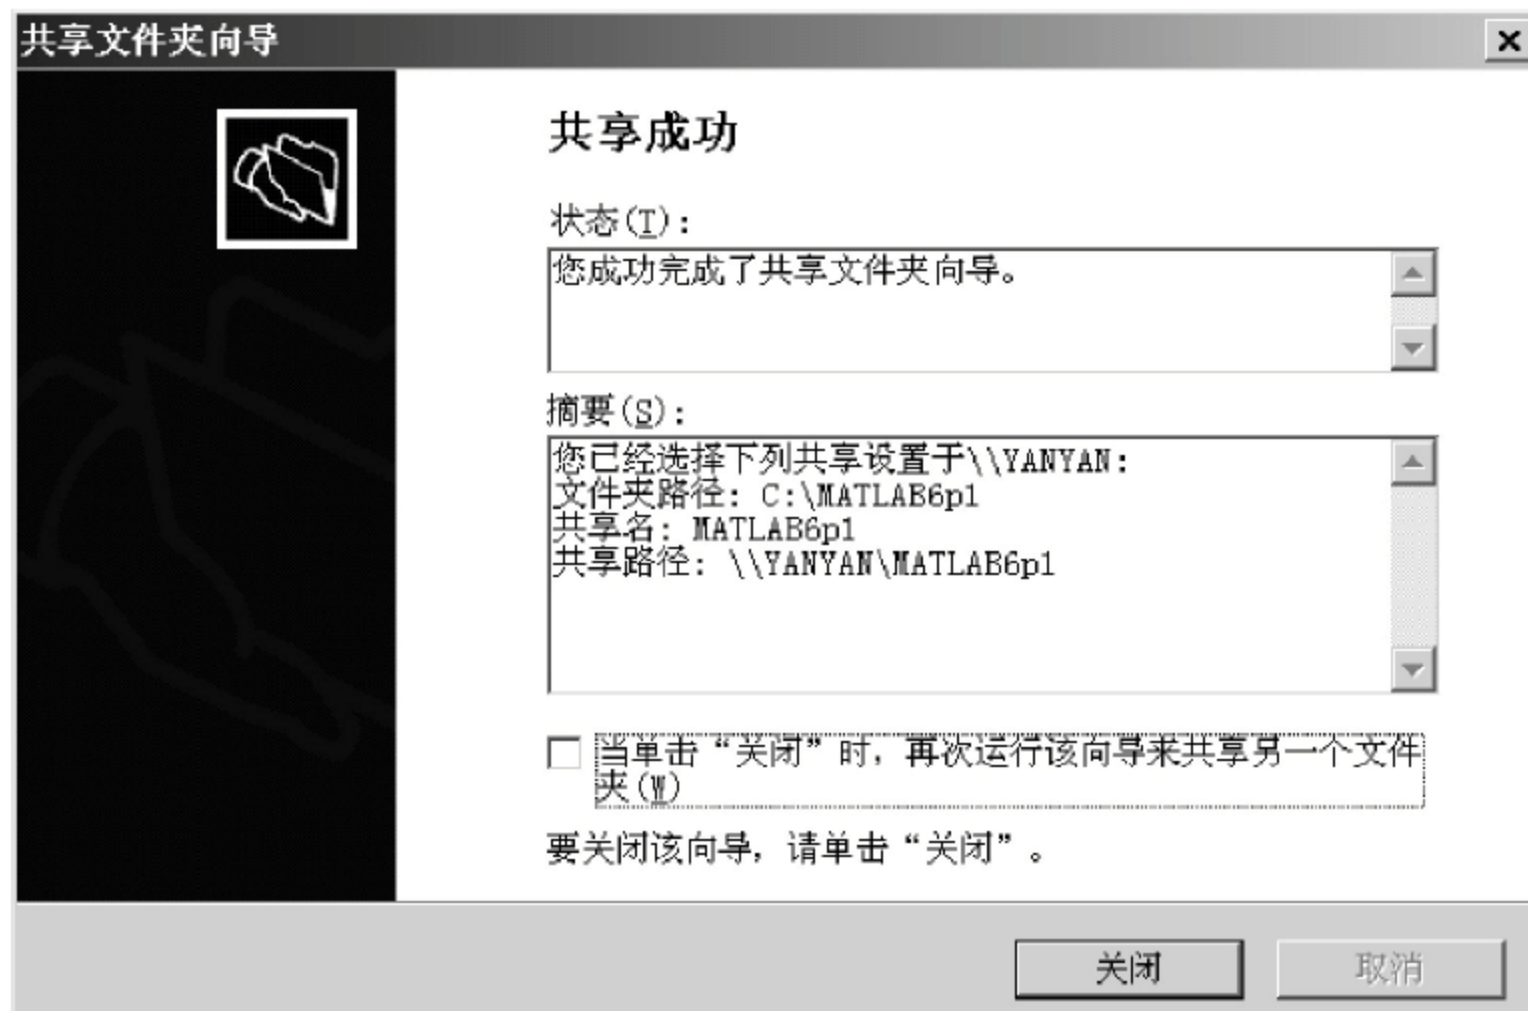 共享文件夹向导
共享成功
状态(T):
您成功完成了共享文件夹向导。
摘要(S):
您已经选择下列共享设置于\\YANYAN:
文件夹路径: C:\MATLAB6p1
共享名: MATLAB6p1
共享路径: \\YANYAN\MATLAB6p1
当单击“关闭”时，再次运行该向导来共享另一个文件
夹(W)
要关闭该向导，请单击“关闭”。
关闭
取消